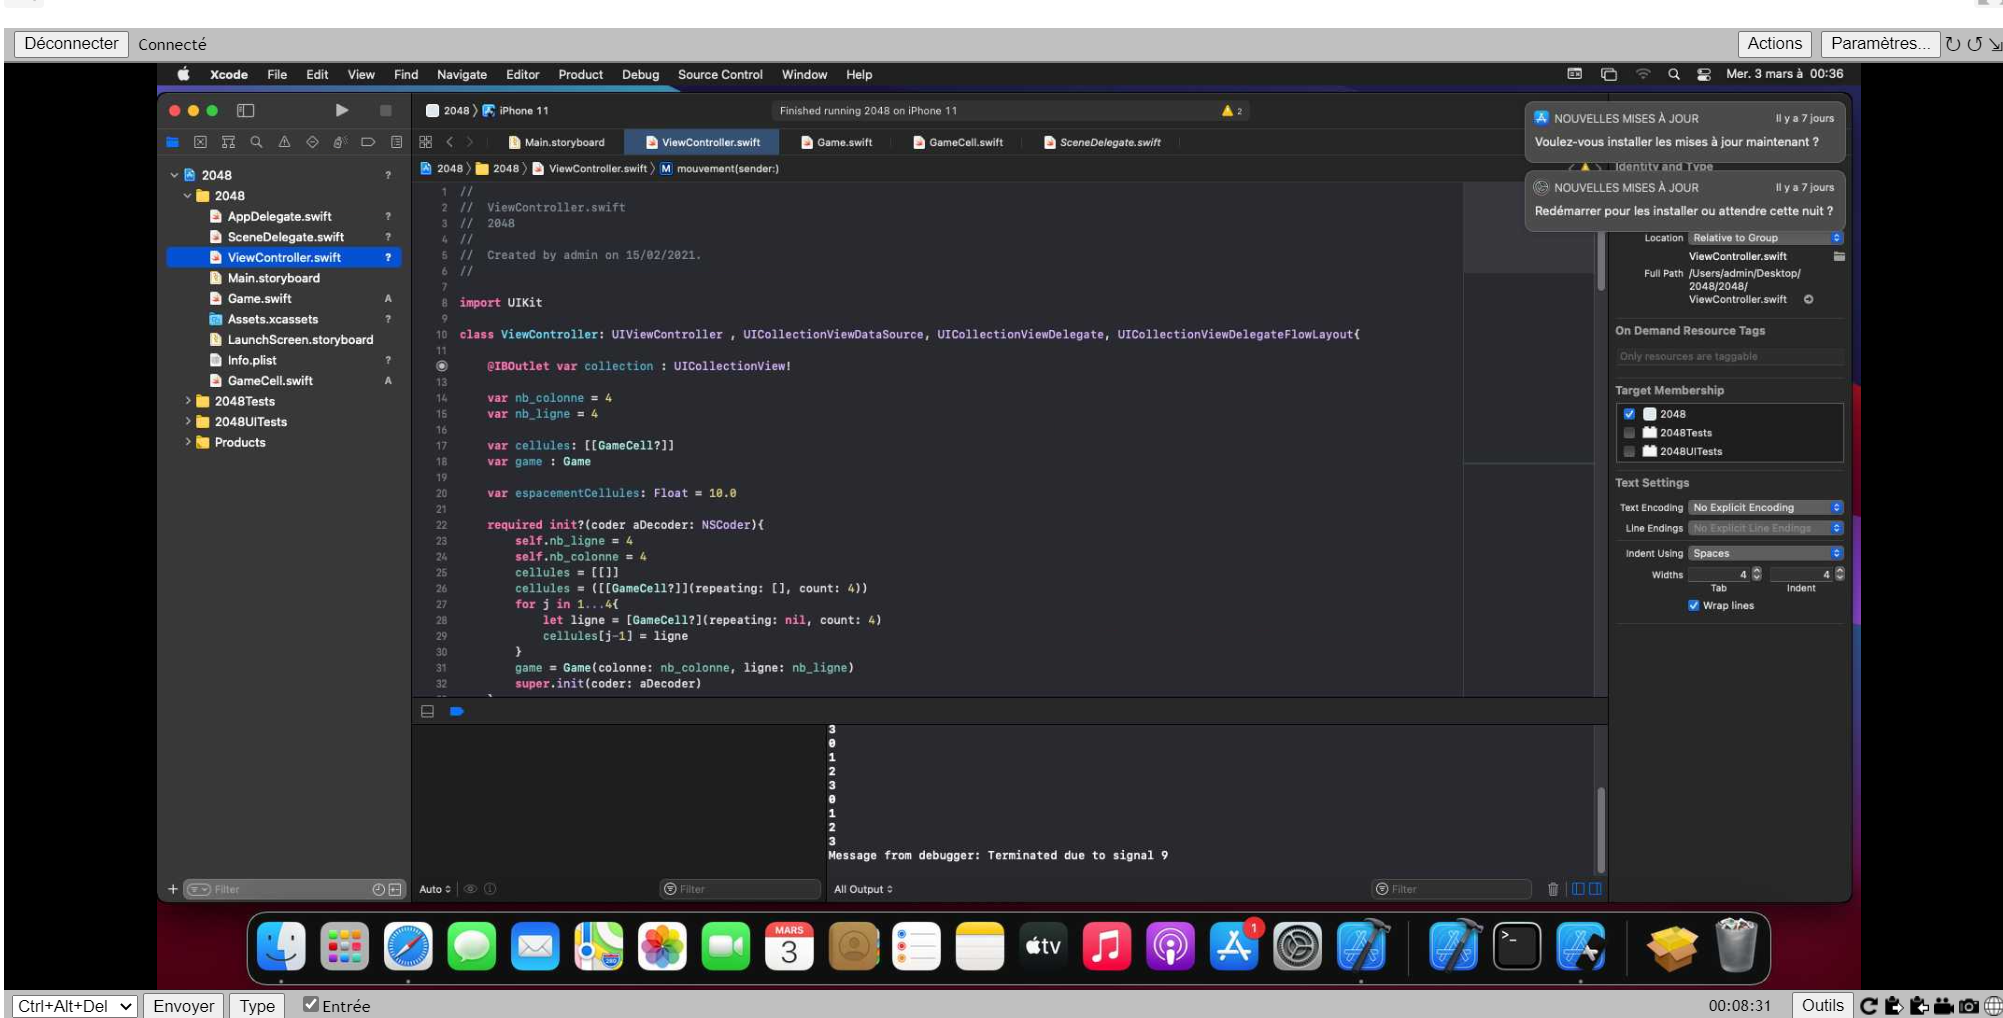 Déconnecter Connecté Actions Paramètres...
Xcode File Edit View Find Navigate Editor Product Debug Source Control Window Help Mer. 3 mars à 00:36
2048 iPhone 11 Finished running 2048 on iPhone 11 2
Main.storyboard ViewController.swift Game.swift GameCell.swift SceneDelegate.swift
2048 2048 ViewController.swift M mouvement(sender:)
2048 ?
2048
AppDelegate.swift ?
SceneDelegate.swift ?
ViewController.swift ?
Main.storyboard
Game.swift A
Assets.xcassets ?
LaunchScreen.storyboard
Info.plist ?
GameCell.swift A
2048Tests
2048UITests
Products
Filter
1 //
2 // ViewController.swift
3 // 2048
4 //
5 // Created by admin on 15/02/2021.
6 //
7
8 import UIKit
9
10 class ViewController: UIViewController , UICollectionViewDataSource, UICollectionViewDelegate, UICollectionViewDelegateFlowLayout{
11
@IBOutlet var collection : UICollectionView!
13
14 var nb_colonne = 4
15 var nb_ligne = 4
16
17 var cellules: [[GameCell?]]
18 var game : Game
19
20 var espacementCellules: Float = 10.0
21
22 required init?(coder aDecoder: NSCoder){
23 self.nb_ligne = 4
24 self.nb_colonne = 4
25 cellules = [[]]
26 cellules = ([[GameCell?]](repeating: [], count: 4))
27 for j in 1...4{
28 let ligne = [GameCell?](repeating: nil, count: 4)
29 cellules[j-1] = ligne
30 }
31 game = Game(colonne: nb_colonne, ligne: nb_ligne)
32 super.init(coder: aDecoder)
3
0
1
2
3
0
1
2
3
Message from debugger: Terminated due to signal 9
Auto Filter All Output Filter
NOUVELLES MISES À JOUR Il y a 7 jours
Voulez-vous installer les mises à jour maintenant ?
Identity and Type
NOUVELLES MISES À JOUR Il y a 7 jours
Redémarrer pour les installer ou attendre cette nuit ?
Location Relative to Group
ViewController.swift
Full Path /Users/admin/Desktop/
2048/2048/
ViewController.swift
On Demand Resource Tags
Only resources are taggable
Target Membership
2048
2048Tests
2048UITests
Text Settings
Text Encoding No Explicit Encoding
Line Endings No Explicit Line Endings
Indent Using Spaces
Widths 4 4
Tab Indent
Wrap lines
MARS
3
280
tv
1
>_
Ctrl+Alt+Del Envoyer Type Entrée 00:08:31 Outils